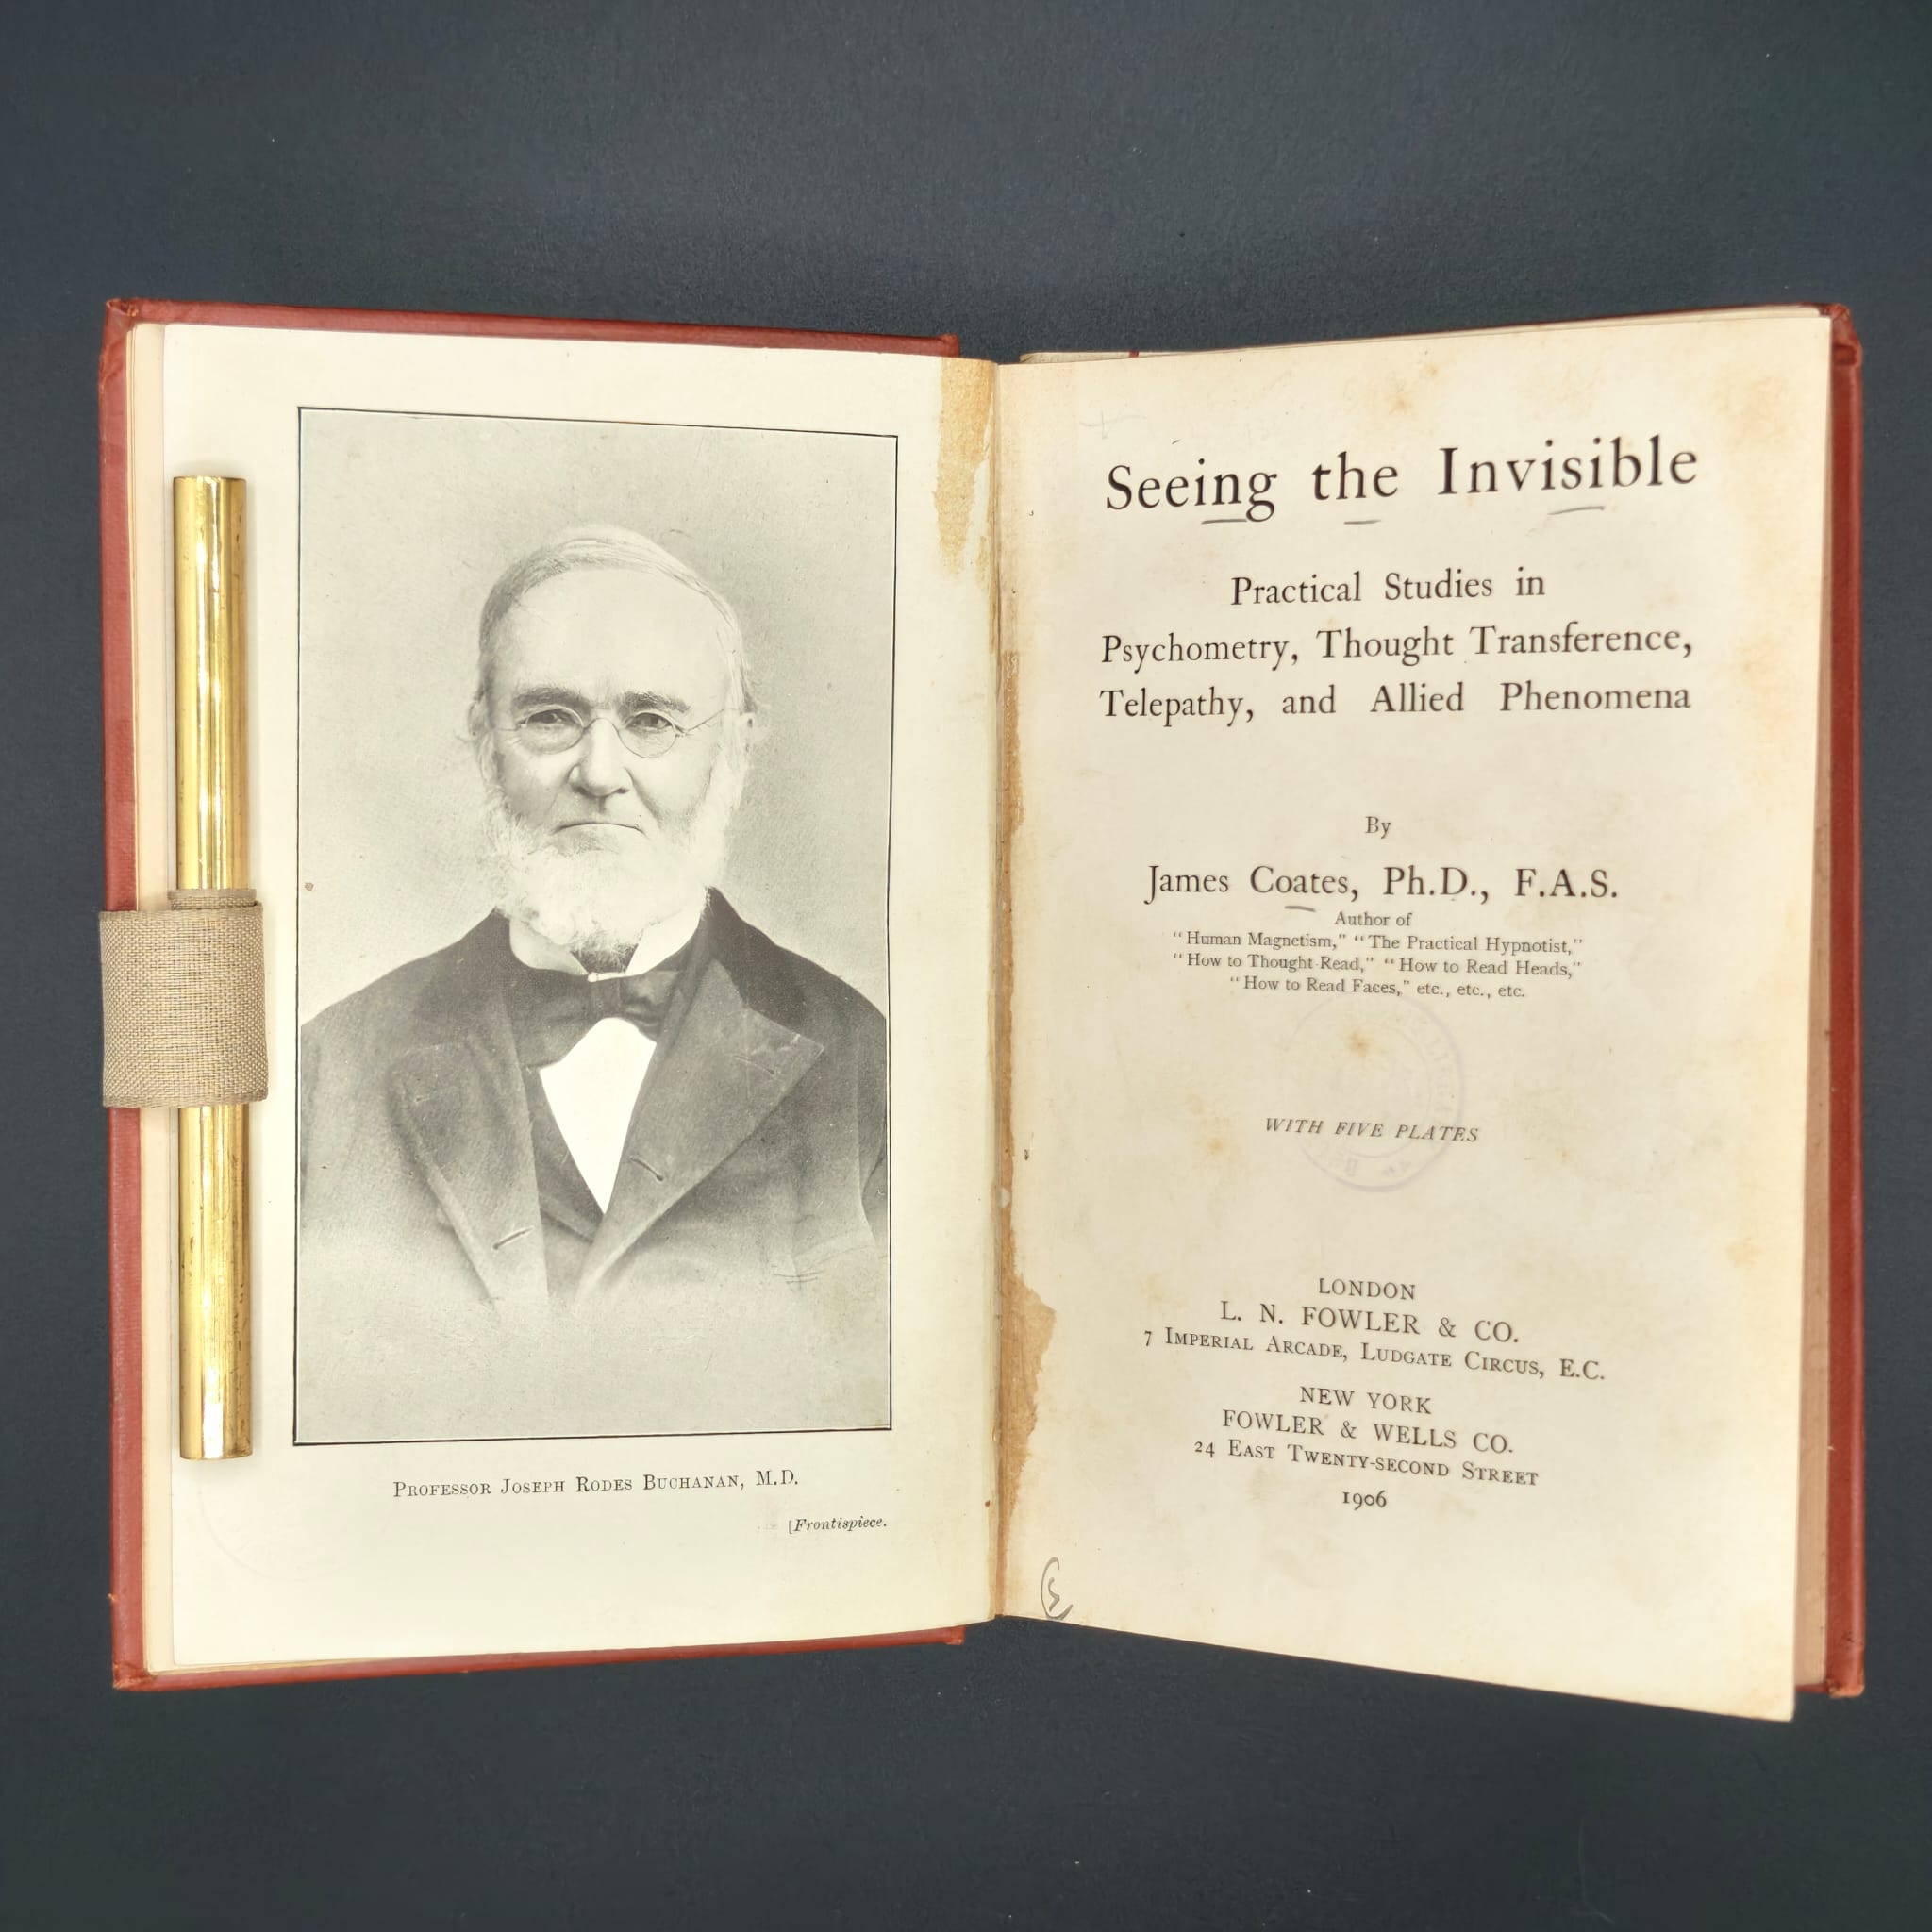 PROFESSOR JOSEPH RODES BUCHANAN, M.D.
[Frontispiece.
Seeing the Invisible
Practical Studies in
Psychometry, Thought Transference,
Telepathy, and Allied Phenomena
By
James Coates, Ph.D., F.A.S.
Author of
"Human Magnetism," "The Practical Hypnotist,"
"How to Thought Read," "How to Read Heads,"
"How to Read Faces," etc., etc., etc.
WITH FIVE PLATES
LONDON
L. N. FOWLER & CO.
7 IMPERIAL ARCADE, LUDGATE CIRCUS, E.C.
NEW YORK
FOWLER & WELLS CO.
24 EAST TWENTY-SECOND STREET
1906